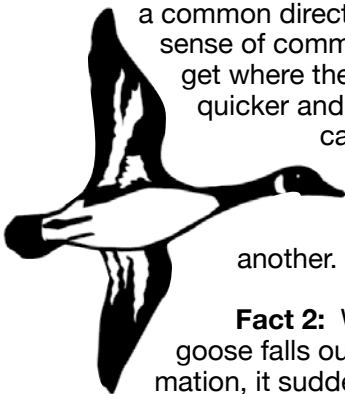 a common direct
sense of comm
get where the
quicker and
ca
another.
Fact 2: W
goose falls ou
mation, it sudde